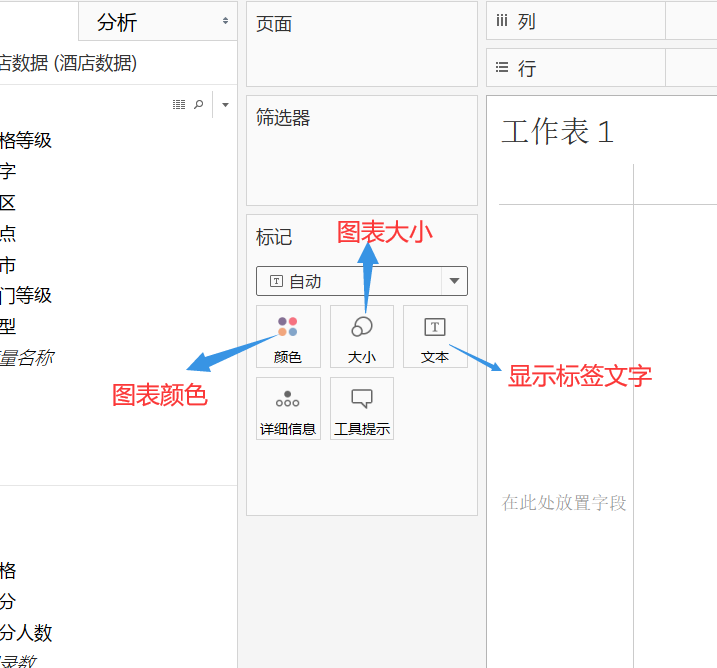 分析
店数据 (酒店数据)
格等级
字
区
点
市
门等级
型
量名称
格
分
分人数
录数
页面
筛选器
标记
图表大小
自动
颜色
大小
文本
图表颜色
显示标签文字
详细信息
工具提示
列
行
工作表 1
在此处放置字段